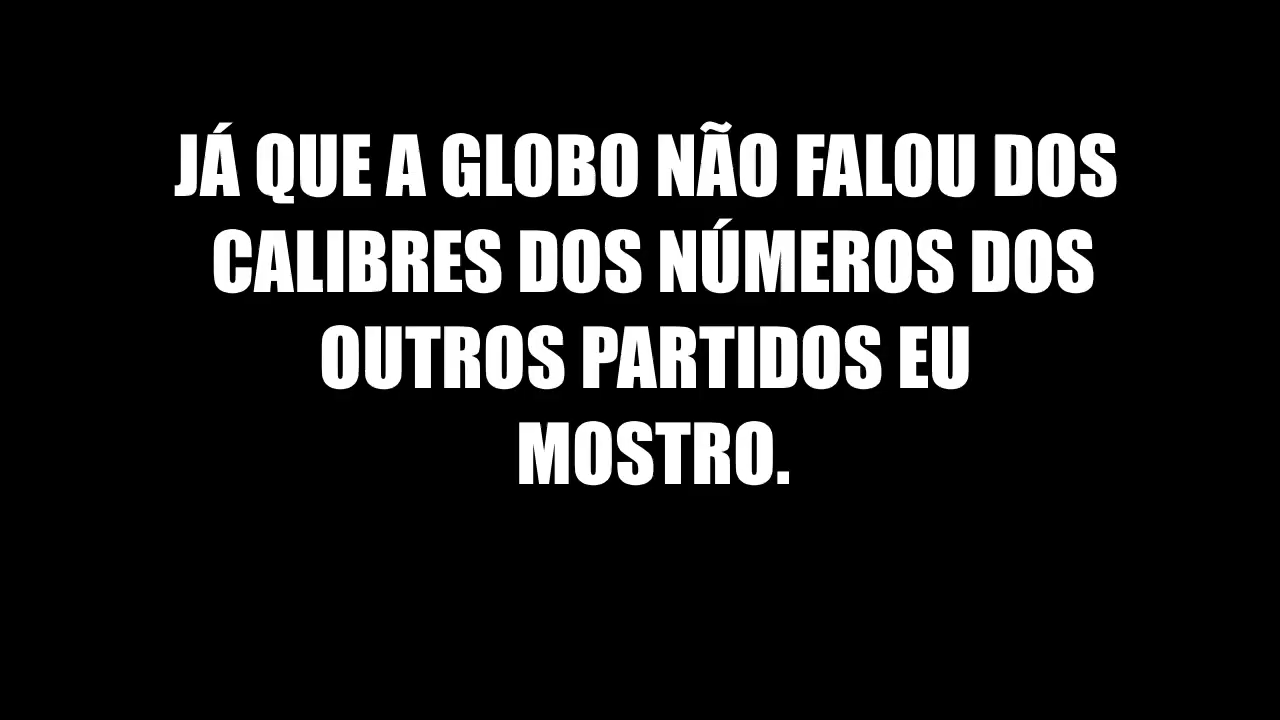 JÁ QUE A GLOBO NÃO FALOU DOS
CALIBRES DOS NÚMEROS DOS
OUTROS PARTIDOS EU
MOSTRO.